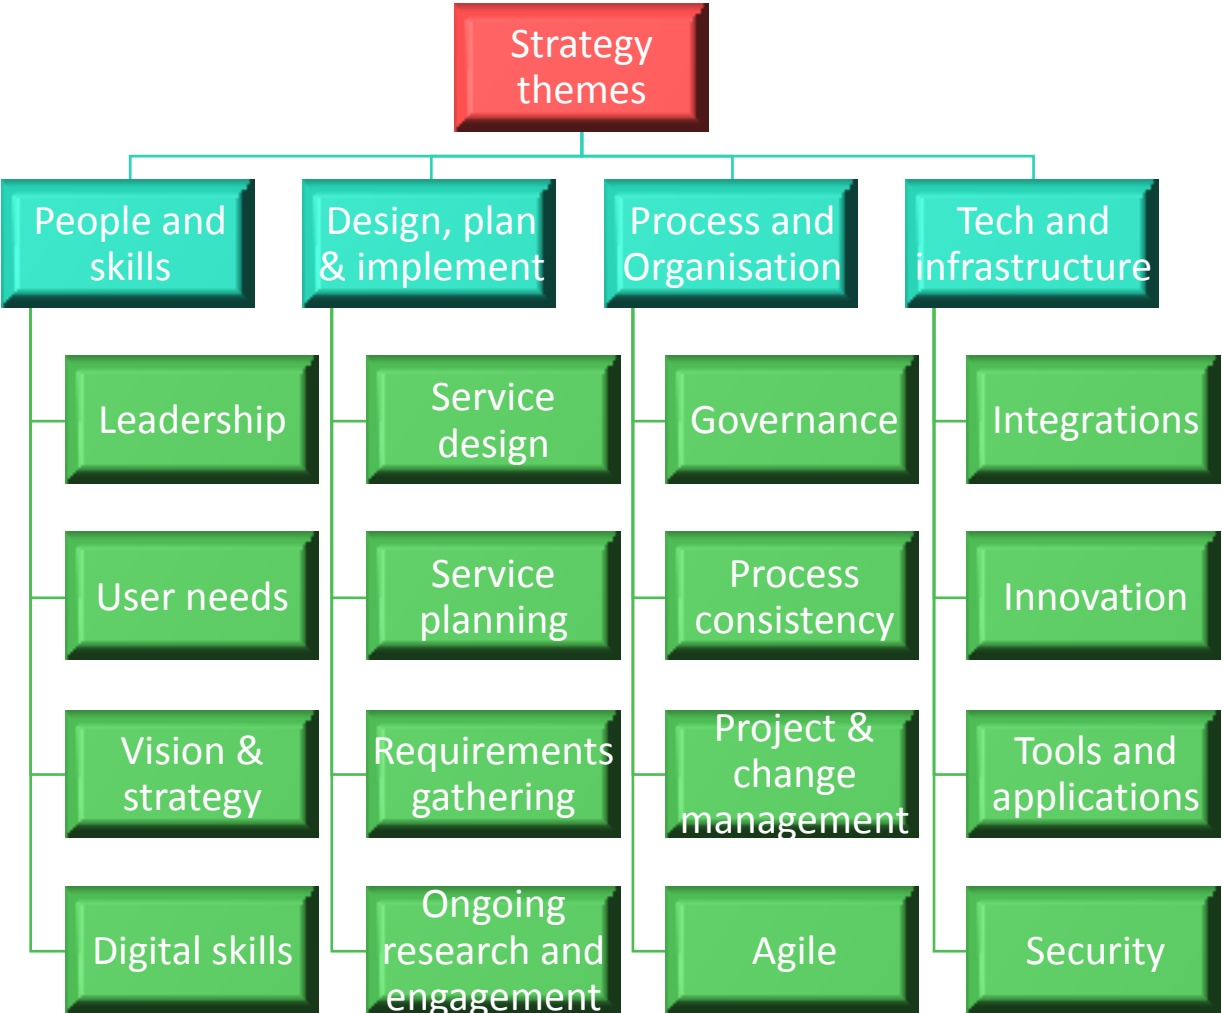 Strategy
themes
People and
skills
Design, plan
& implement
Process and
Organisation
Tech and
infrastructure
Leadership
User needs
Vision &
strategy
Digital skills
Service
design
Service
planning
Requirements
gathering
Ongoing
research and
engagement
Governance
Process
consistency
Project &
change
management
Agile
Integrations
Innovation
Tools and
applications
Security